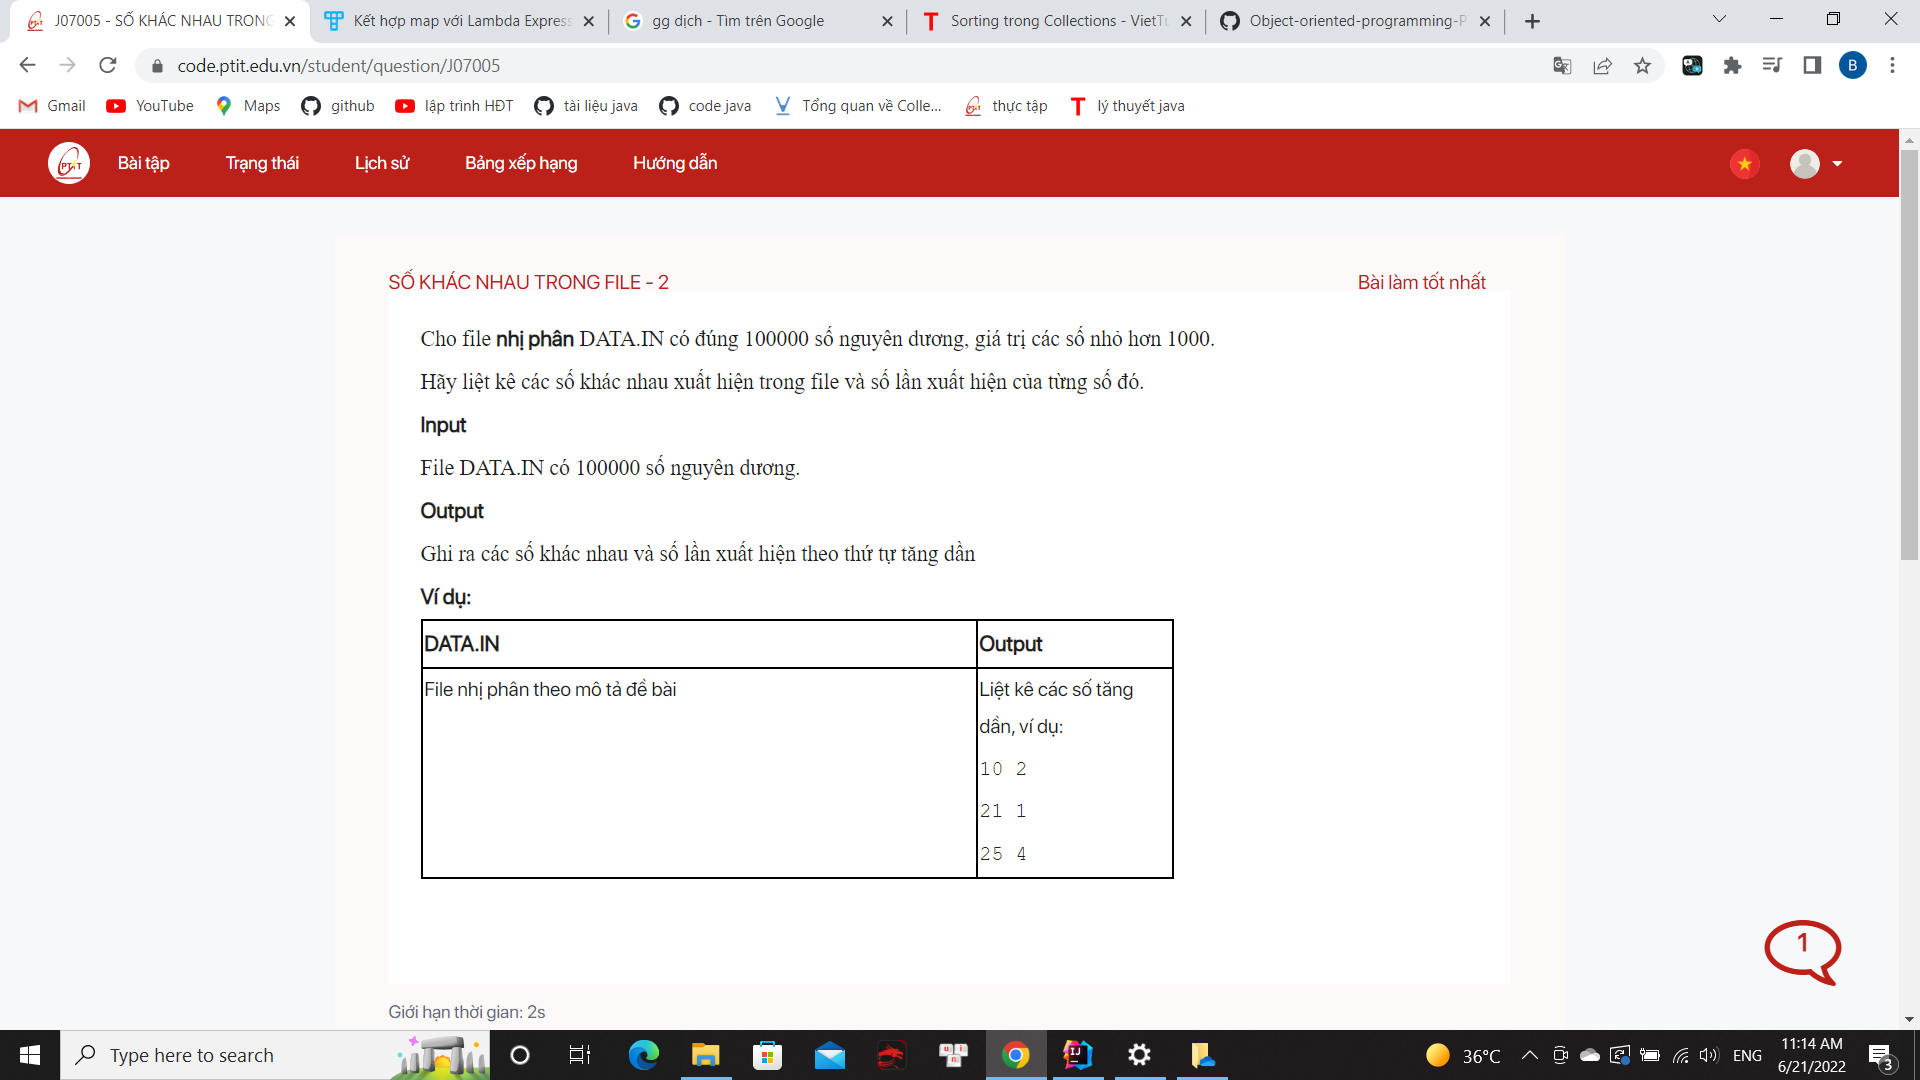 J07005 - SỐ KHÁC NHAU TRONG
Kết hợp map với Lambda Express
gg dịch - Tìm trên Google
Sorting trong Collections - VietTu
Object-oriented-programming-P
code.ptit.edu.vn/student/question/J07005
B
Gmail
YouTube
Maps
github
lập trình HĐT
tài liệu java
code java
Tổng quan về Colle...
thực tập
lý thuyết java
PTIT
Bài tập
Trạng thái
Lịch sử
Bảng xếp hạng
Hướng dẫn
SỐ KHÁC NHAU TRONG FILE - 2
Bài làm tốt nhất
Cho file nhị phân DATA.IN có đúng 100000 số nguyên dương, giá trị các số nhỏ hơn 1000.
Hãy liệt kê các số khác nhau xuất hiện trong file và số lần xuất hiện của từng số đó.
Input
File DATA.IN có 100000 số nguyên dương.
Output
Ghi ra các số khác nhau và số lần xuất hiện theo thứ tự tăng dần
Ví dụ:
DATA.IN
Output
File nhị phân theo mô tả đề bài
Liệt kê các số tăng
dần, ví dụ:
10 2
21 1
25 4
1
Giới hạn thời gian: 2s
Type here to search
36°C
ENG
11:14 AM
6/21/2022
3